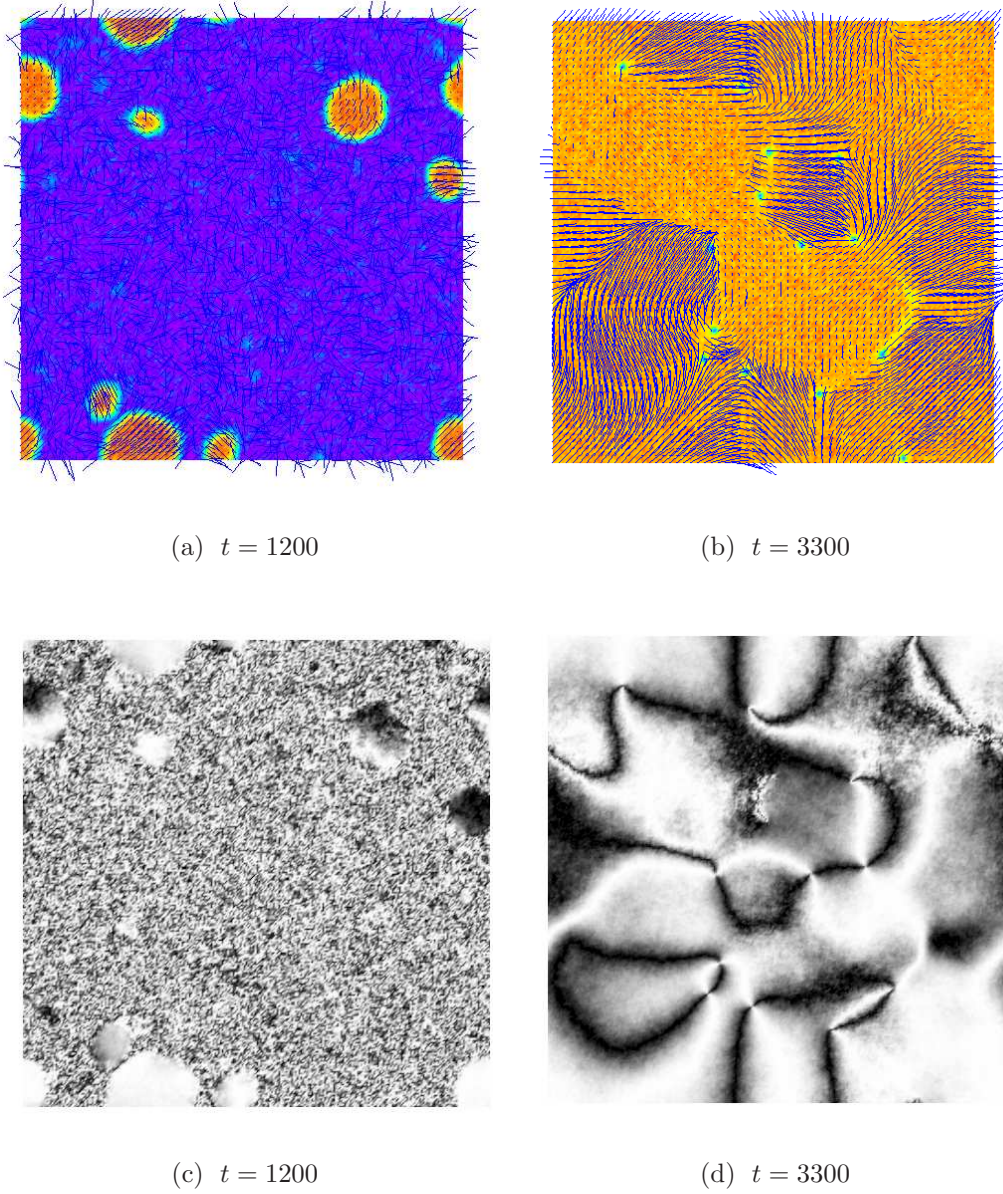 (a) t = 1200
(b) t = 3300
(c) t = 1200
(d) t = 3300